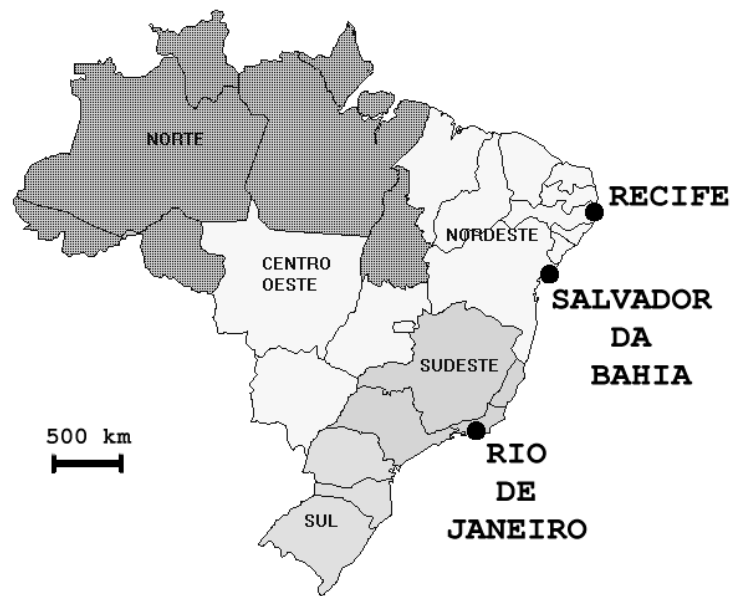 NORTE
RECIFE
NORDESTE
CENTRO
OESTE
SALVADOR
DA
BAHIA
SUDESTE
500 km
RIO
DE
JANEIRO
SUL